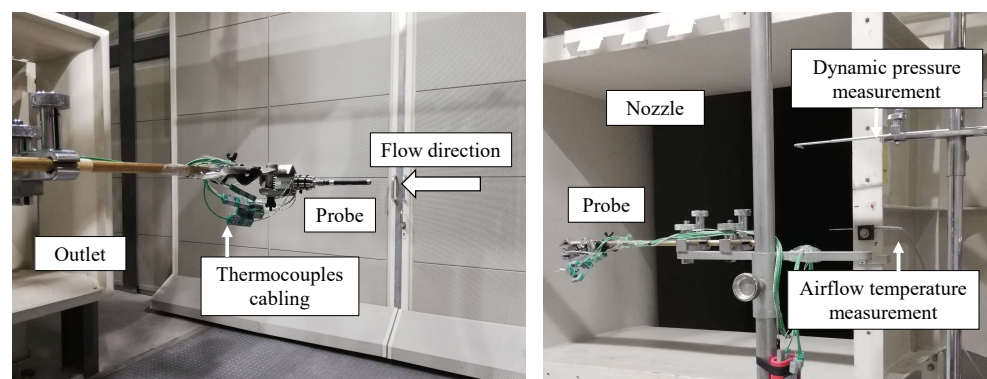 Flow direction
Probe
Outlet
Thermocouples
cabling
Dynamic pressure
measurement
Nozzle
Probe
Airflow temperature
measurement